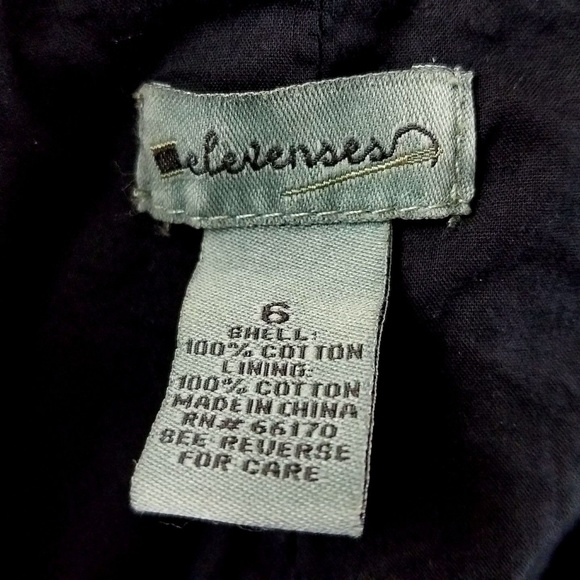 elevenses
6
SHELL:
100% COTTON
LINING:
100% COTTON
MADE IN CHINA
RN# 66170
SEE REVERSE
FOR CARE